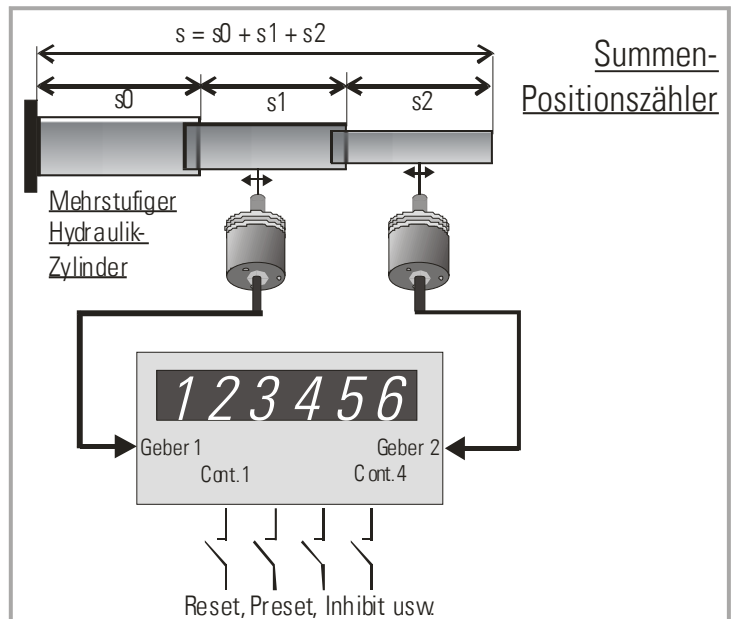 s = s0 + s1 + s2
Summen-
Positionszähler
s0
s1
s2
Mehrstufiger
Hydraulik-
Zylinder
123456
Geber 1
Geber 2
Cont.1
Cont.4
Reset, Preset, Inhibit usw.